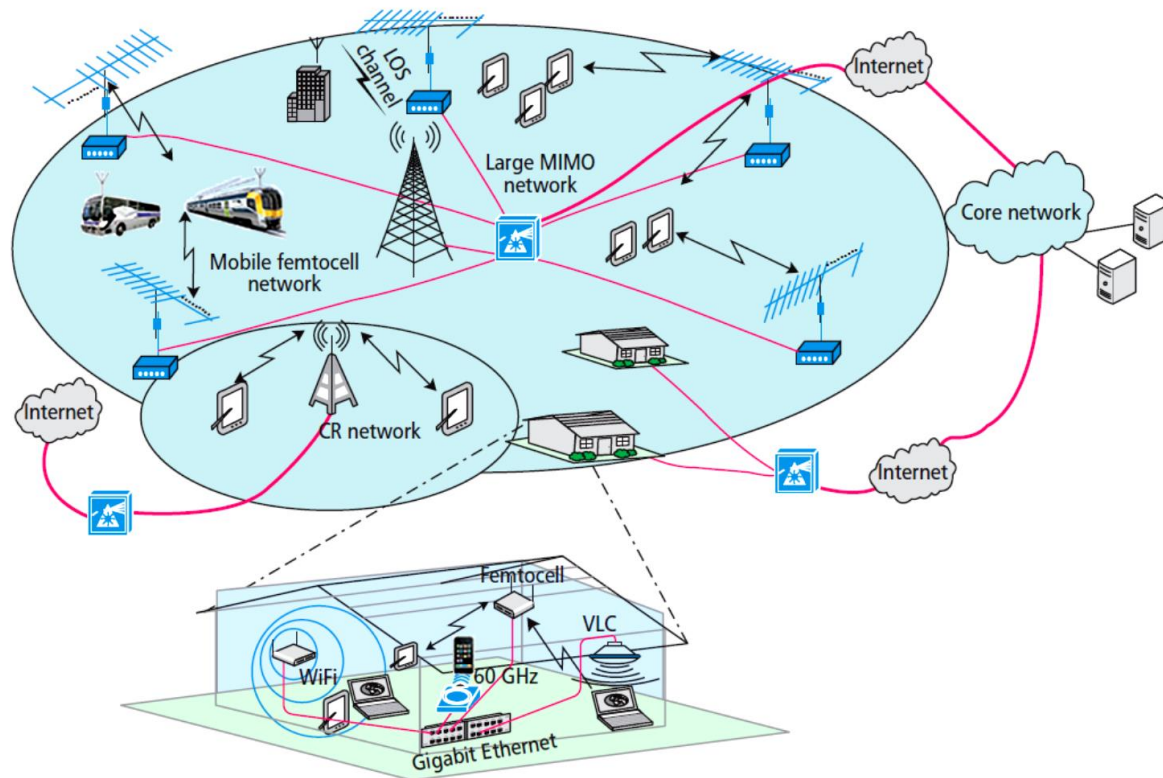 LOS
channel
Internet
Large MIMO
network
Core network
Mobile femtocell
network
Internet
CR network
Internet
Femtocell
VLC
WiFi
60 GHz
Gigabit Ethernet